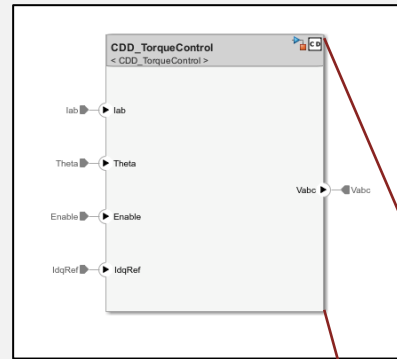 CDD_TorqueControl
< CDD_TorqueControl >
CD
Iab Iab
Theta Theta
Vabc Vabc
Enable Enable
IdqRef IdqRef